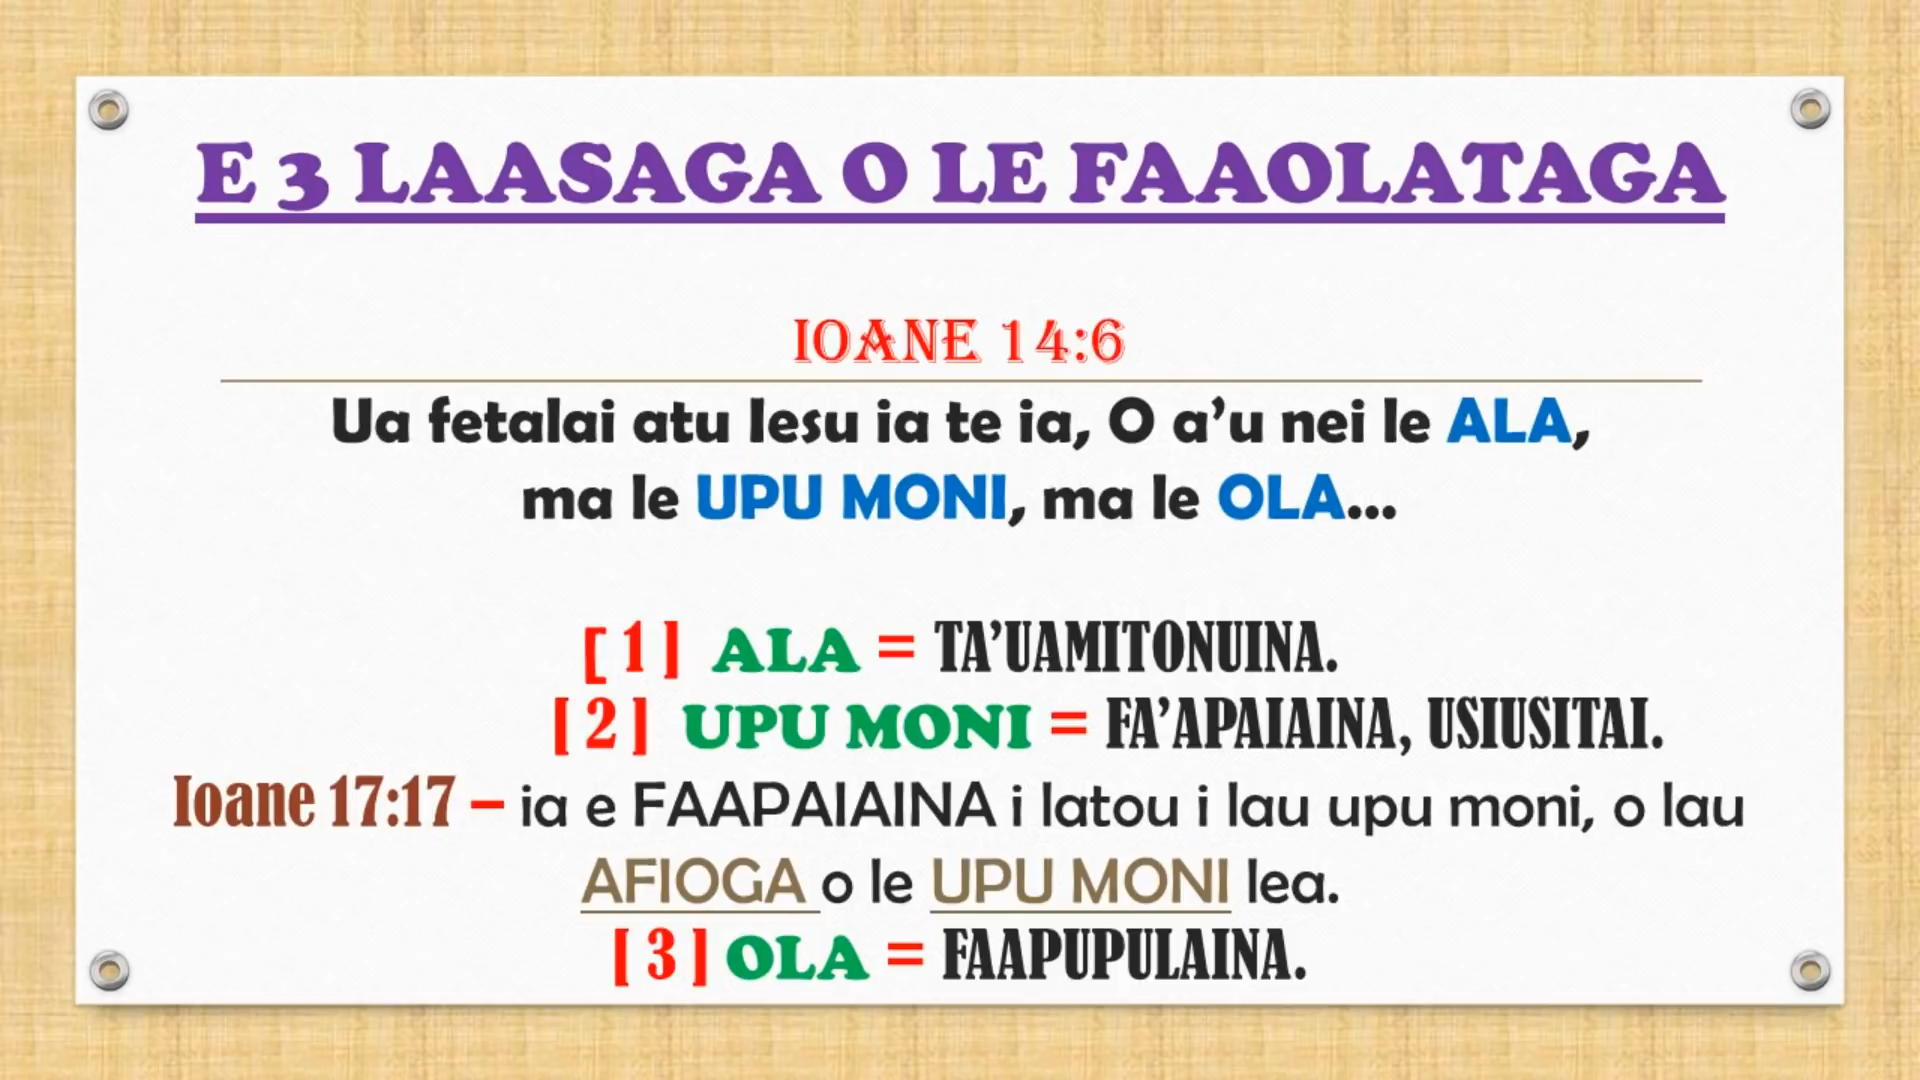 E 3 LAASAGA O LE FAAOLATAGA
IOANE 14:6
Ua fetalai atu Iesu ia te ia, O a’u nei le ALA,
ma le UPU MONI, ma le OLA...
[ 1 ] ALA = TA’UAMITONUINA.
[ 2 ] UPU MONI = FA’APAIAINA, USIUSITAI.
Ioane 17:17 – ia e FAAPAIAINA i latou i lau upu moni, o lau
AFIOGA o le UPU MONI lea.
[ 3 ] OLA = FAAPUPULAINA.